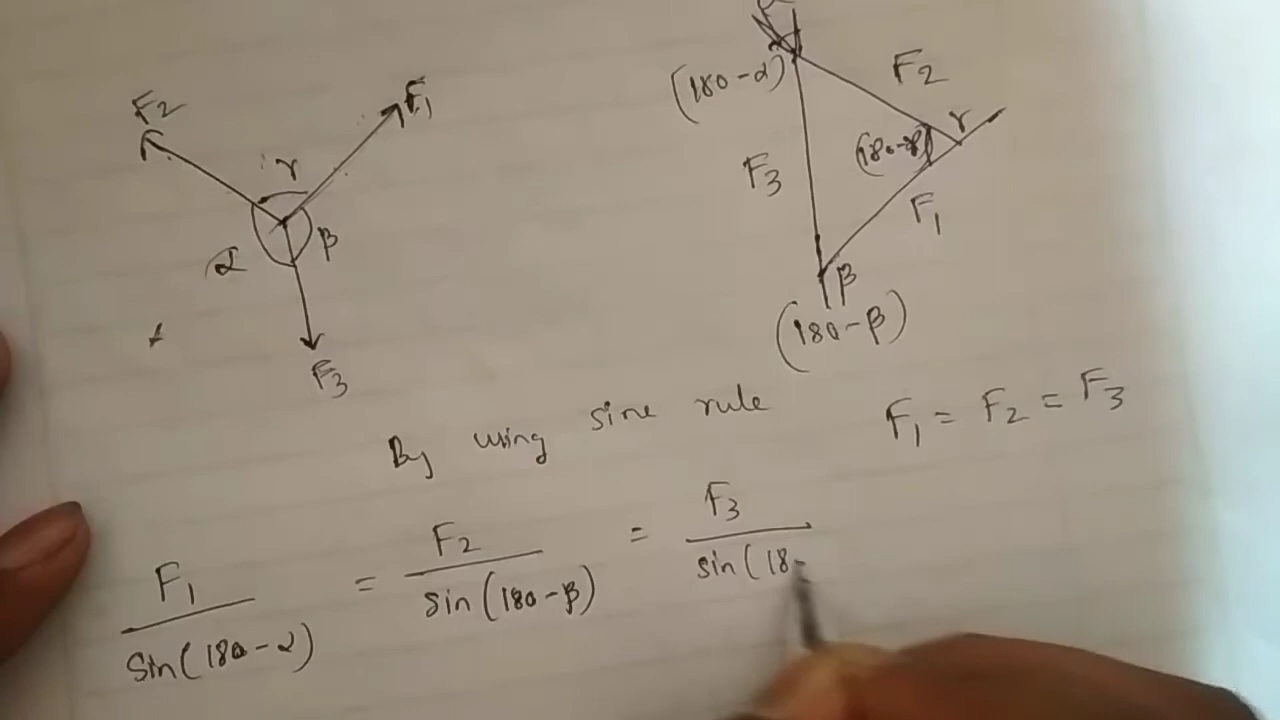 F2
F1
γ
α
β
F3
(180-α)
F2
γ
(180-γ)
F3
F1
β
(180-β)
By using sine rule
F1 = F2 = F3
F1 / sin(180-α) = F2 / sin(180-β) = F3 / sin(18